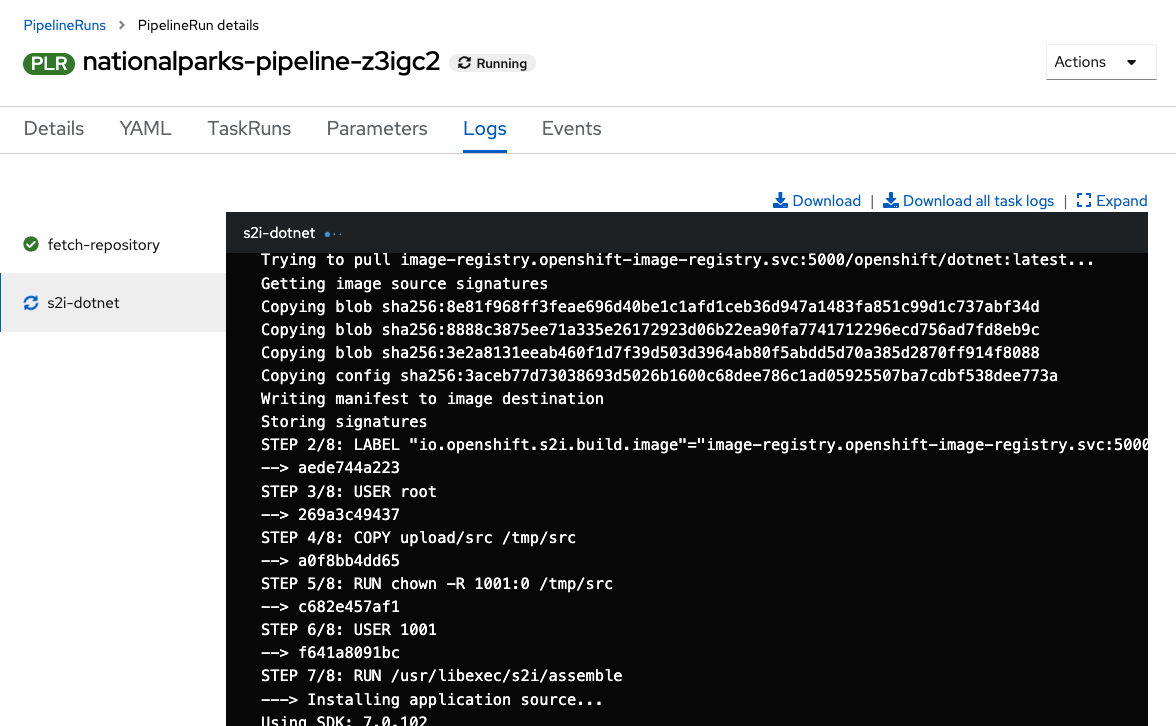 PipelineRuns > PipelineRun details
PLR nationalparks-pipeline-z3igc2 Running
Actions
Details YAML TaskRuns Parameters Logs Events
Download | Download all task logs | Expand
fetch-repository
s2i-dotnet
s2i-dotnet
Trying to pull image-registry.openshift-image-registry.svc:5000/openshift/dotnet:latest...
Getting image source signatures
Copying blob sha256:8e81f968ff3feae696d40be1c1afd1ceb36d947a1483fa851c99d1c737abf34d
Copying blob sha256:8888c3875ee71a335e26172923d06b22ea90fa7741712296ecd756ad7fd8eb9c
Copying blob sha256:3e2a8131eeab460f1d7f39d503d3964ab80f5abdd5d70a385d2870ff914f8088
Copying config sha256:3aceb77d73038693d5026b1600c68dee786c1ad05925507ba7cdbf538dee773a
Writing manifest to image destination
Storing signatures
STEP 2/8: LABEL "io.openshift.s2i.build.image"="image-registry.openshift-image-registry.svc:5000
--> aede744a223
STEP 3/8: USER root
--> 269a3c49437
STEP 4/8: COPY upload/src /tmp/src
--> a0f8bb4dd65
STEP 5/8: RUN chown -R 1001:0 /tmp/src
--> c682e457af1
STEP 6/8: USER 1001
--> f641a8091bc
STEP 7/8: RUN /usr/libexec/s2i/assemble
---> Installing application source...
Using SDK: 7.0.102